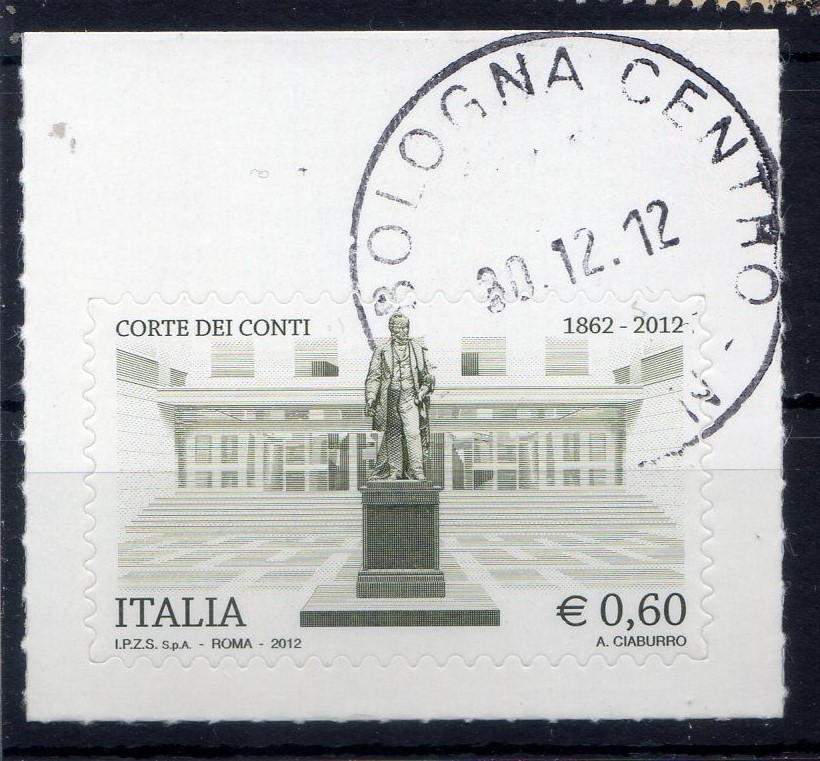 BOLOGNA CENTRO
30.12.12
CORTE DEI CONTI 1862 - 2012
ITALIA € 0,60
I.P.Z.S. S.p.A. - ROMA - 2012 A. CIABURRO